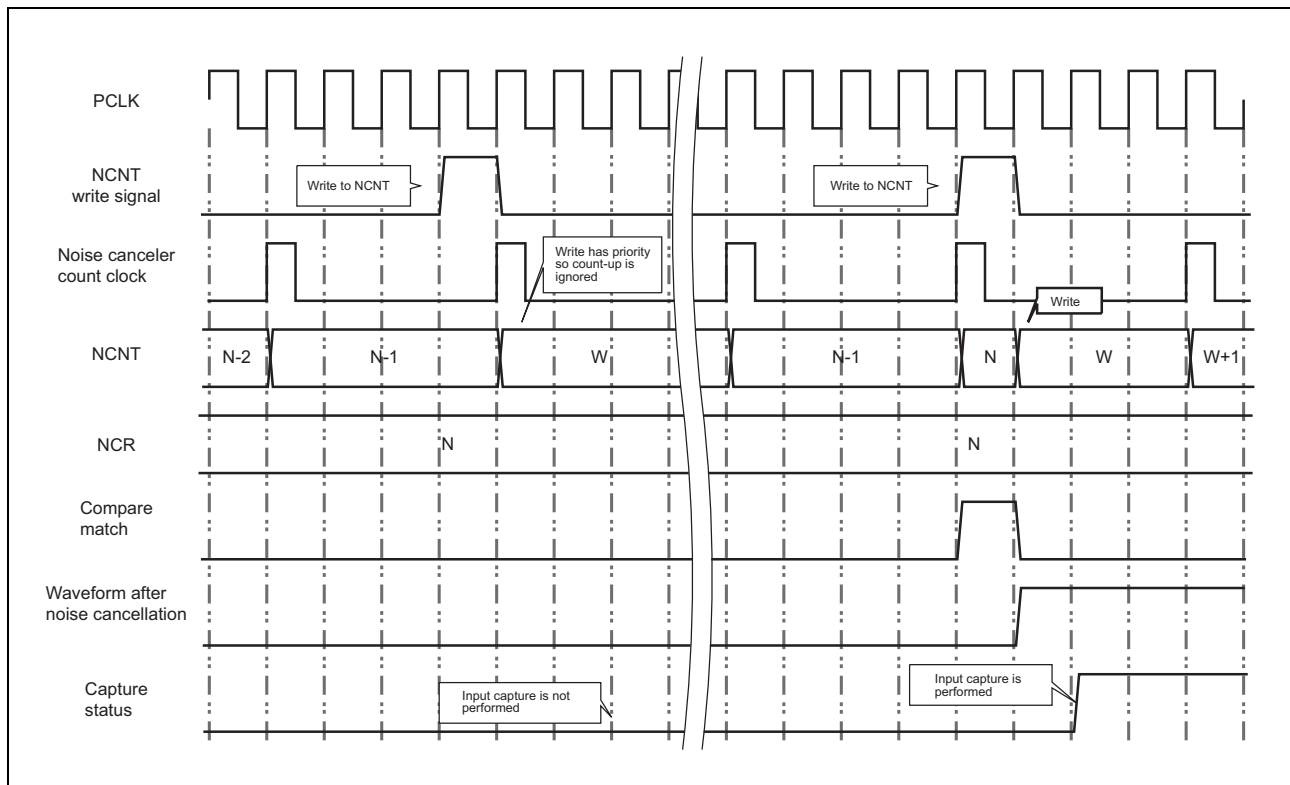 PCLK
NCNT
write signal
Write to NCNT
Write to NCNT
Noise canceler
count clock
Write has priority
so count-up is
ignored
Write
NCNT
N-2
N-1
W
N-1
N
W
W+1
NCR
N
N
Compare
match
Waveform after
noise cancellation
Capture
status
Input capture is not
performed
Input capture is
performed